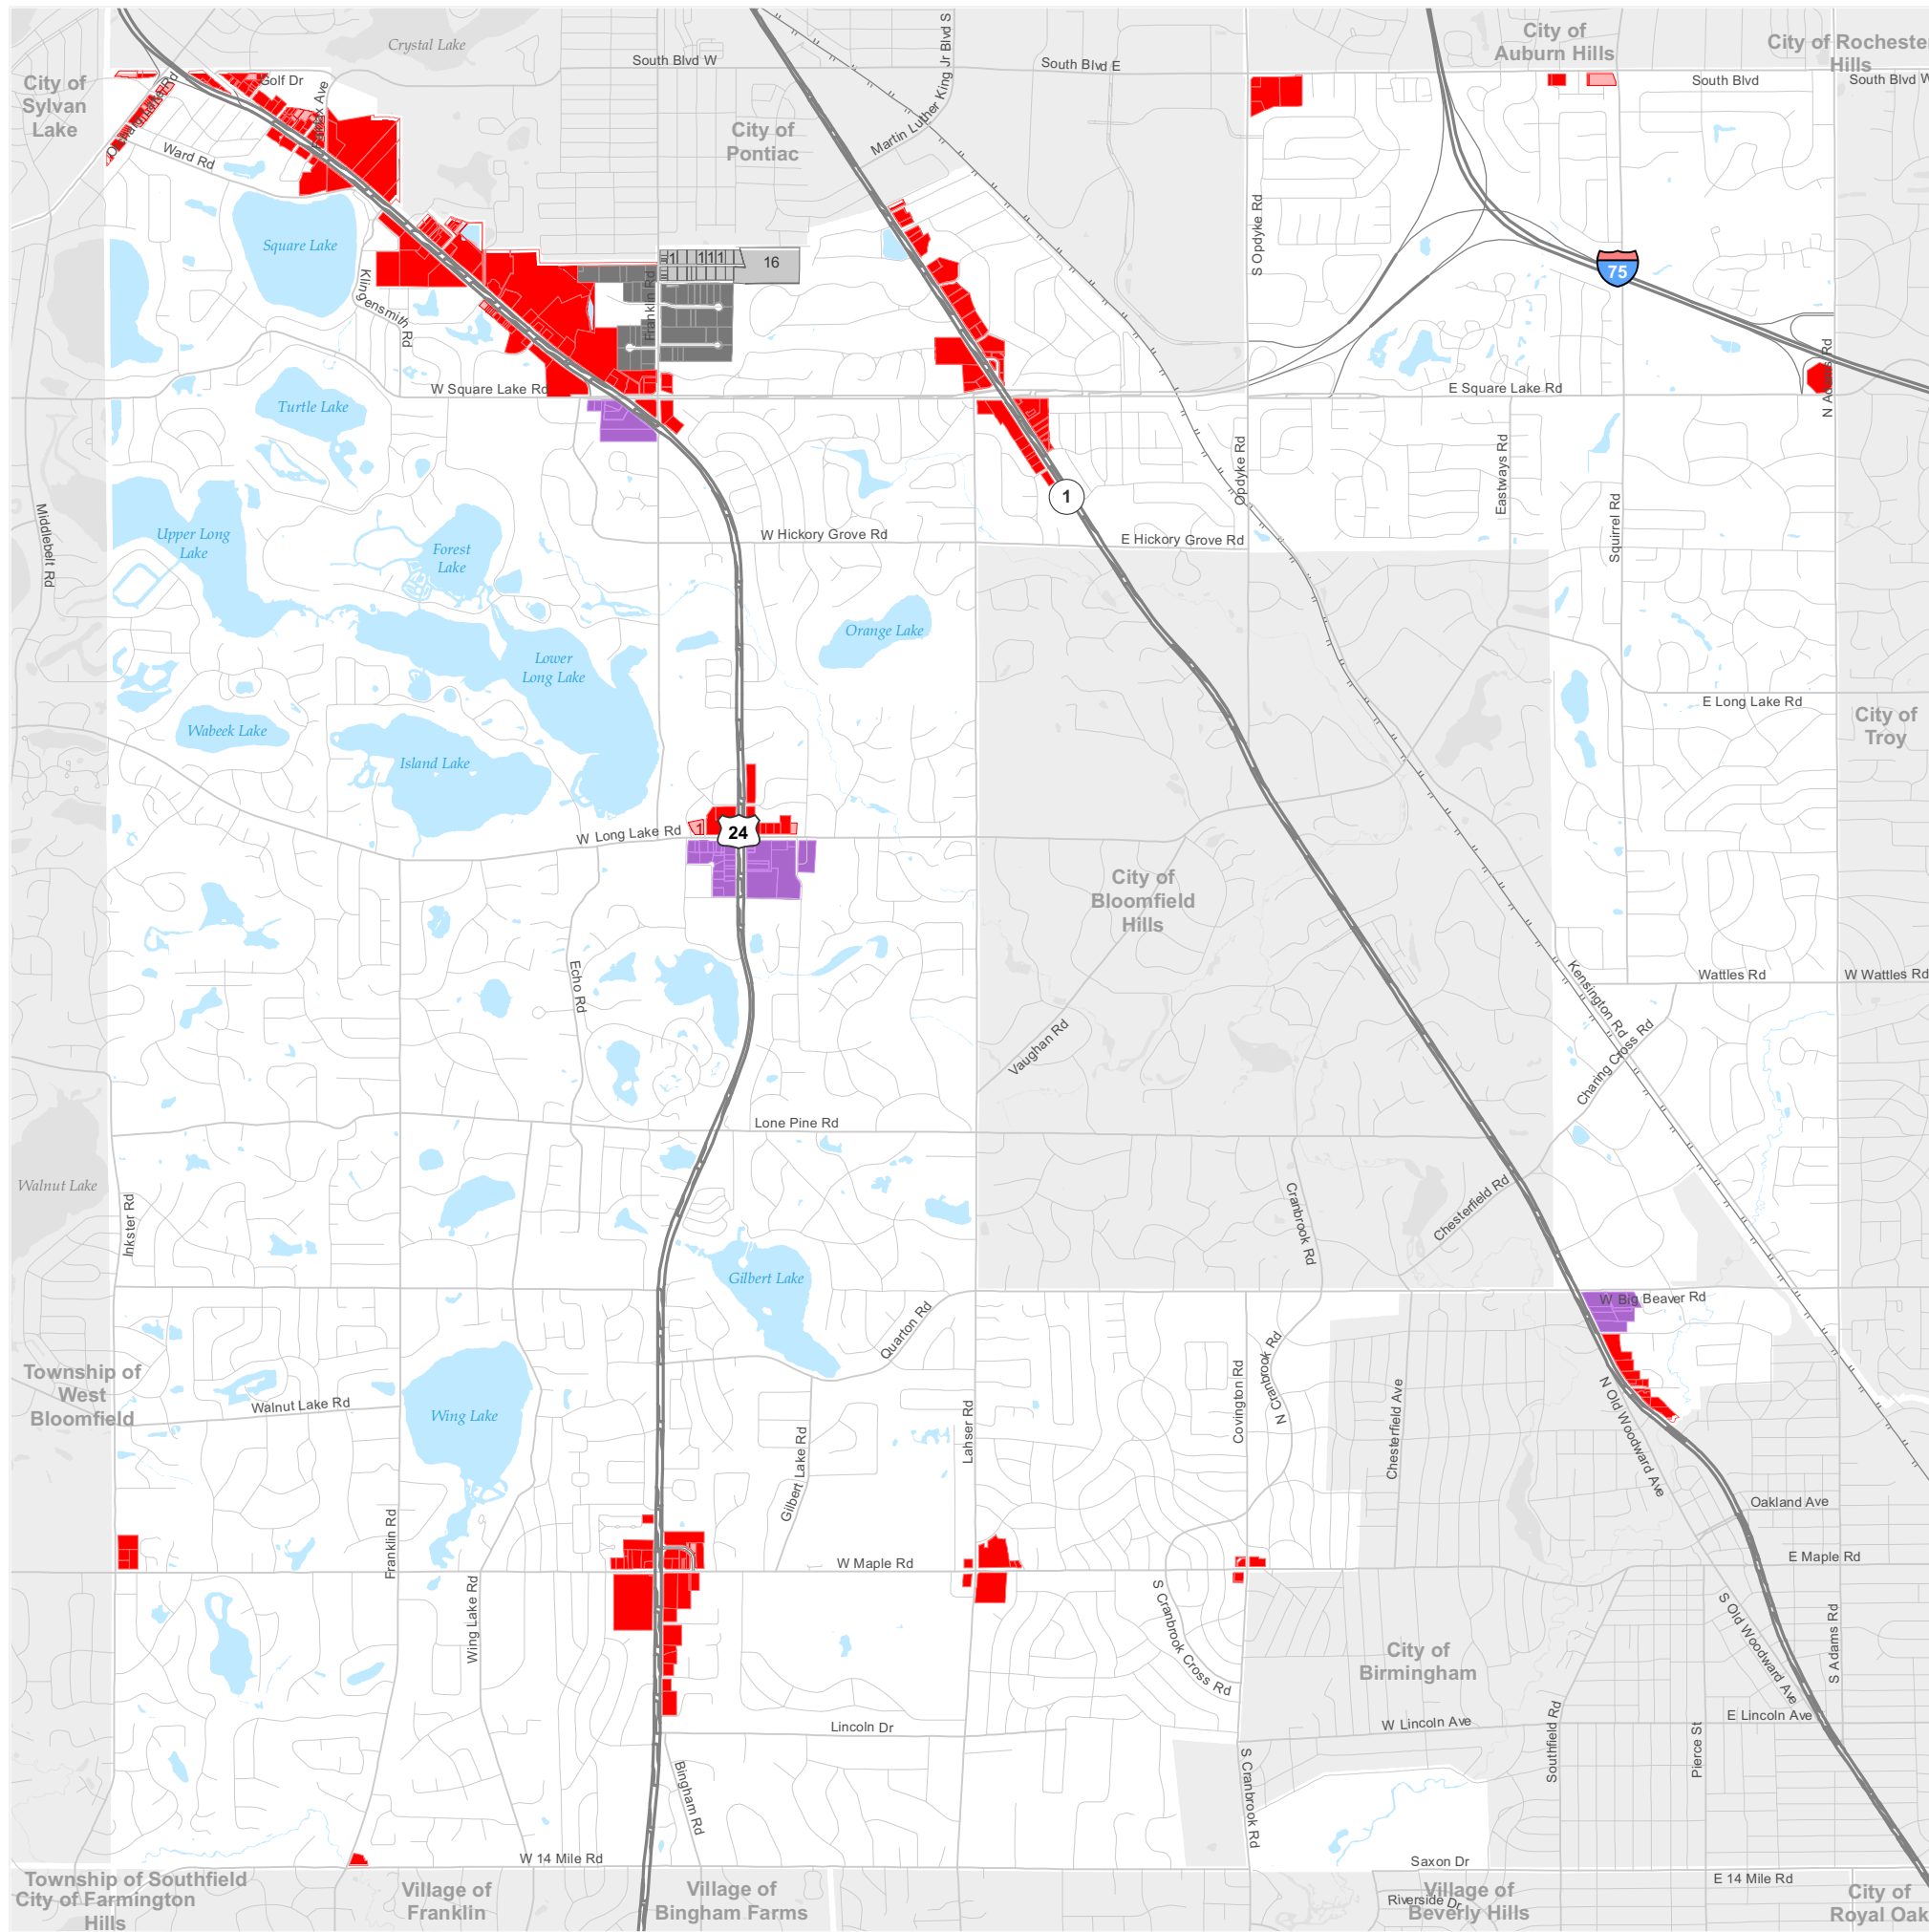 Crystal Lake
City of
Sylvan
Lake
Golf Dr
South Blvd W
Martin Luther King Jr Blvd S
South Blvd E
City of
Auburn Hills
City of Rochester
Hills
South Blvd
South Blvd W
City of
Pontiac
Ward Rd
Square Lake
Klingensmith Rd
Franklin Rd
1
1
1
1
16
S Opdyke Rd
75
N Adams Rd
W Square Lake Rd
E Square Lake Rd
Turtle Lake
Opdyke Rd
Eastways Rd
Squirrel Rd
1
Middlebelt Rd
Upper Long
Lake
Forest
Lake
W Hickory Grove Rd
E Hickory Grove Rd
Orange Lake
Lower
Long Lake
Wabeek Lake
Island Lake
E Long Lake Rd
City of
Troy
W Long Lake Rd
1
24
City of
Bloomfield
Hills
Echo Rd
Kensington Rd
Wattles Rd
W Wattles Rd
Vaughan Rd
Charing Cross Rd
Lone Pine Rd
Walnut Lake
Inkster Rd
Cranbrook Rd
Chesterfield Rd
Gilbert Lake
Quarton Rd
W Big Beaver Rd
Township of
West
Bloomfield
Walnut Lake Rd
Wing Lake
Gilbert Lake Rd
Lahser Rd
Covington Rd
N Cranbrook Rd
Chesterfield Ave
N Old Woodward Ave
Oakland Ave
Franklin Rd
Wing Lake Rd
W Maple Rd
E Maple Rd
S Cranbrook Cross Rd
City of
Birmingham
S Old Woodward Ave
S Adams Rd
Lincoln Dr
W Lincoln Ave
E Lincoln Ave
Southfield Rd
Pierce St
Bingham Rd
S Cranbrook Rd
W 14 Mile Rd
Saxon Dr
E 14 Mile Rd
Township of Southfield
City of Farmington
Hills
Village of
Franklin
Village of
Bingham Farms
Riverside Dr
Village of
Beverly Hills
City of
Royal Oak